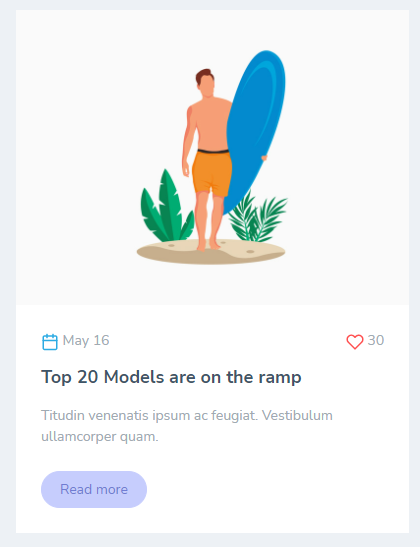 May 16 30
Top 20 Models are on the ramp
Titudin venenatis ipsum ac feugiat. Vestibulum
ullamcorper quam.
Read more